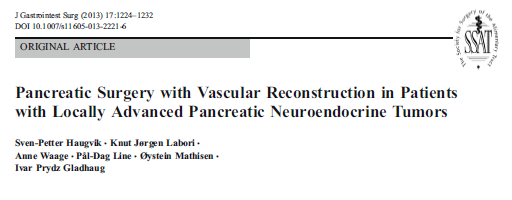 J Gastrointest Surg (2013) 17:1224–1232
DOI 10.1007/s11605-013-2221-6
ORIGINAL ARTICLE
The Society for Surgery of the Alimentary Tract
SSAT
Pancreatic Surgery with Vascular Reconstruction in Patients
with Locally Advanced Pancreatic Neuroendocrine Tumors
Sven-Petter Haugvik · Knut Jørgen Labori ·
Anne Waage · Pål-Dag Line · Øystein Mathisen ·
Ivar Prydz Gladhaug